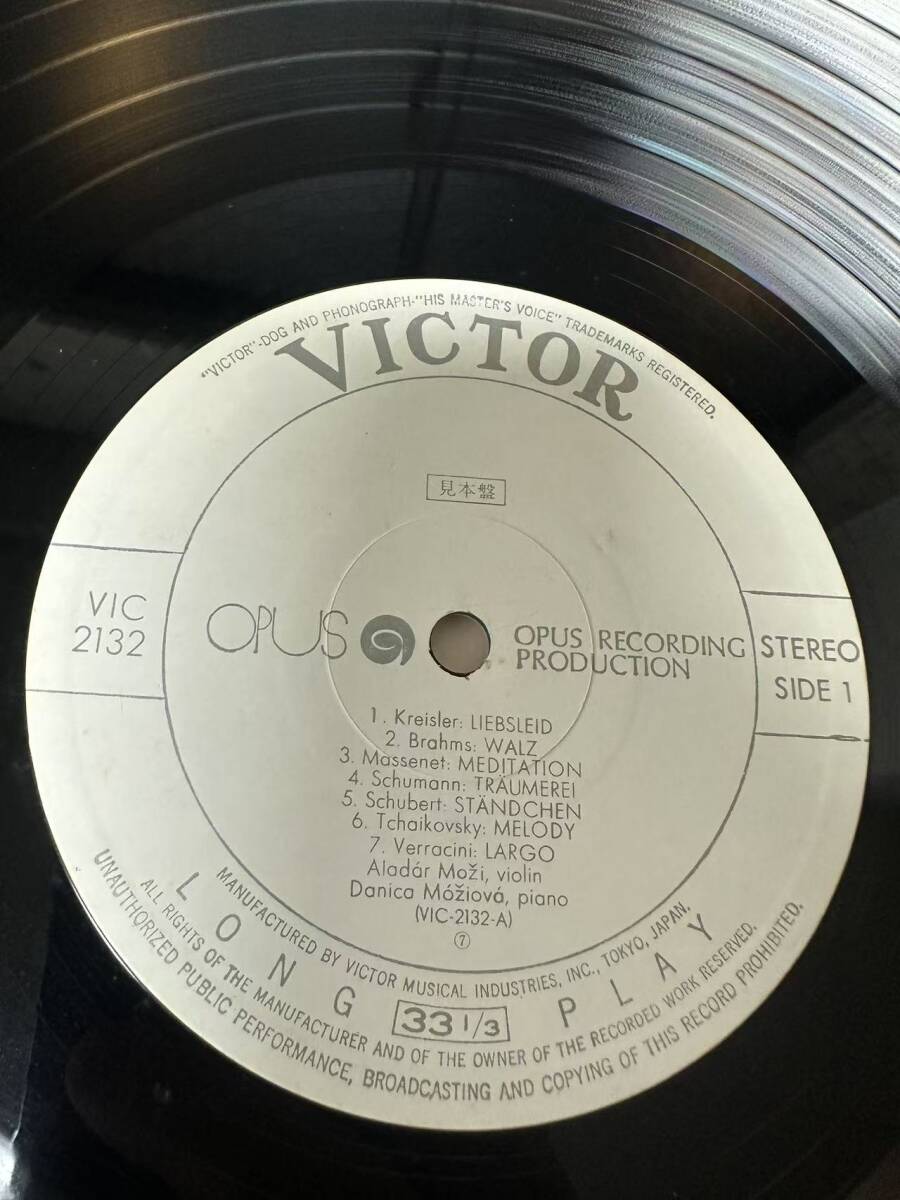 "VICTOR"-DOG AND PHONOGRAPH-"HIS MASTER'S VOICE" TRADEMARKS REGISTERED.
VICTOR
見本盤
VIC
2132
OPUS
OPUS RECORDING
PRODUCTION
STEREO
SIDE 1
1. Kreisler: LIEBSLEID
2. Brahms: WALZ
3. Massenet: MEDITATION
4. Schumann: TRÄUMEREI
5. Schubert: STÄNDCHEN
6. Tchaikovsky: MELODY
7. Verracini: LARGO
Aladár Moži, violin
Danica Móžiová, piano
(VIC-2132-A)
⑦
MANUFACTURED BY VICTOR MUSICAL INDUSTRIES, INC., TOKYO, JAPAN.
LONG 33 1/3 PLAY
ALL RIGHTS OF THE MANUFACTURER AND OF THE OWNER OF THE RECORDED WORK RESERVED.
UNAUTHORIZED PUBLIC PERFORMANCE, BROADCASTING AND COPYING OF THIS RECORD PROHIBITED.